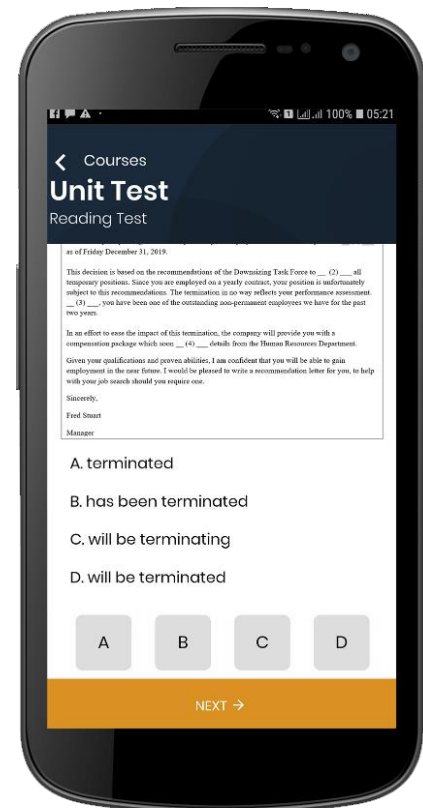 100% 05:21
Courses
Unit Test
Reading Test
as of Friday December 31, 2019.
This decision is based on the recommendations of the Downsizing Task Force to __ (2) ___ all
temporary positions. Since you are employed on a yearly contract, your position is unfortunately
subject to this recommendations. The termination in no way reflects your performance assessment.
__ (3) ___, you have been one of the outstanding non-permanent employees we have for the past
two years.
In an effort to ease the impact of this termination, the company will provide you with a
compensation package which soon __ (4) ___ details from the Human Resources Department.
Given your qualifications and proven abilities, I am confident that you will be able to gain
employment in the near future. I would be pleased to write a recommendation letter for you, to help
with your job search should you require one.
Sincerely,
Fred Stuart
Manager
A. terminated
B. has been terminated
C. will be terminating
D. will be terminated
A B C D
NEXT →